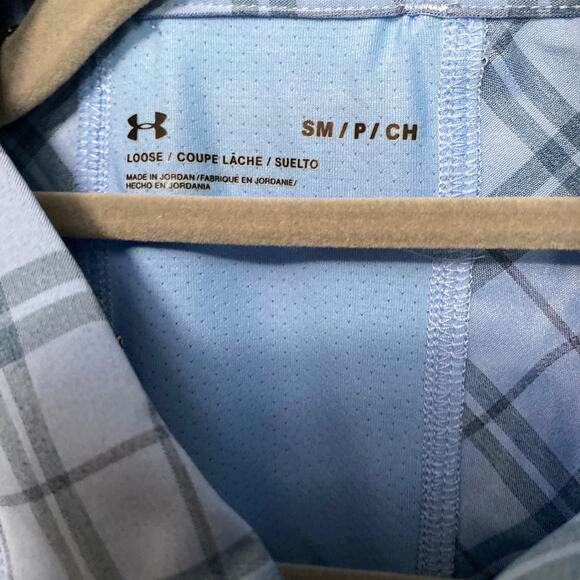 SM / P / CH
LOOSE / COUPE LÂCHE / SUELTO
MADE IN JORDAN / FABRIQUÉ EN JORDANIE /
HECHO EN JORDANIA